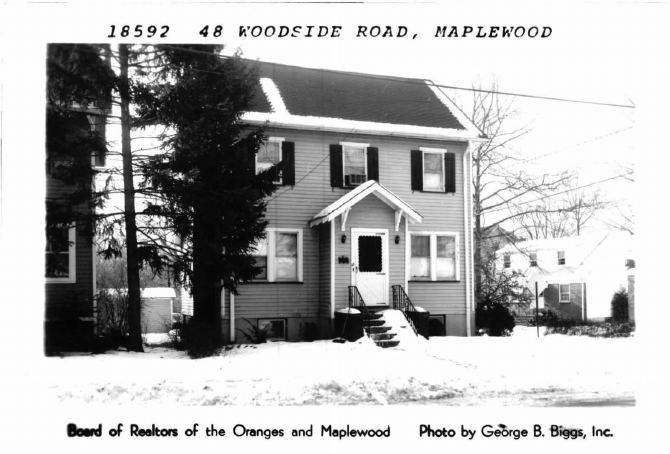 18592 48 WOODSIDE ROAD, MAPLEWOOD
Board of Realtors of the Oranges and Maplewood Photo by George B. Biggs, Inc.